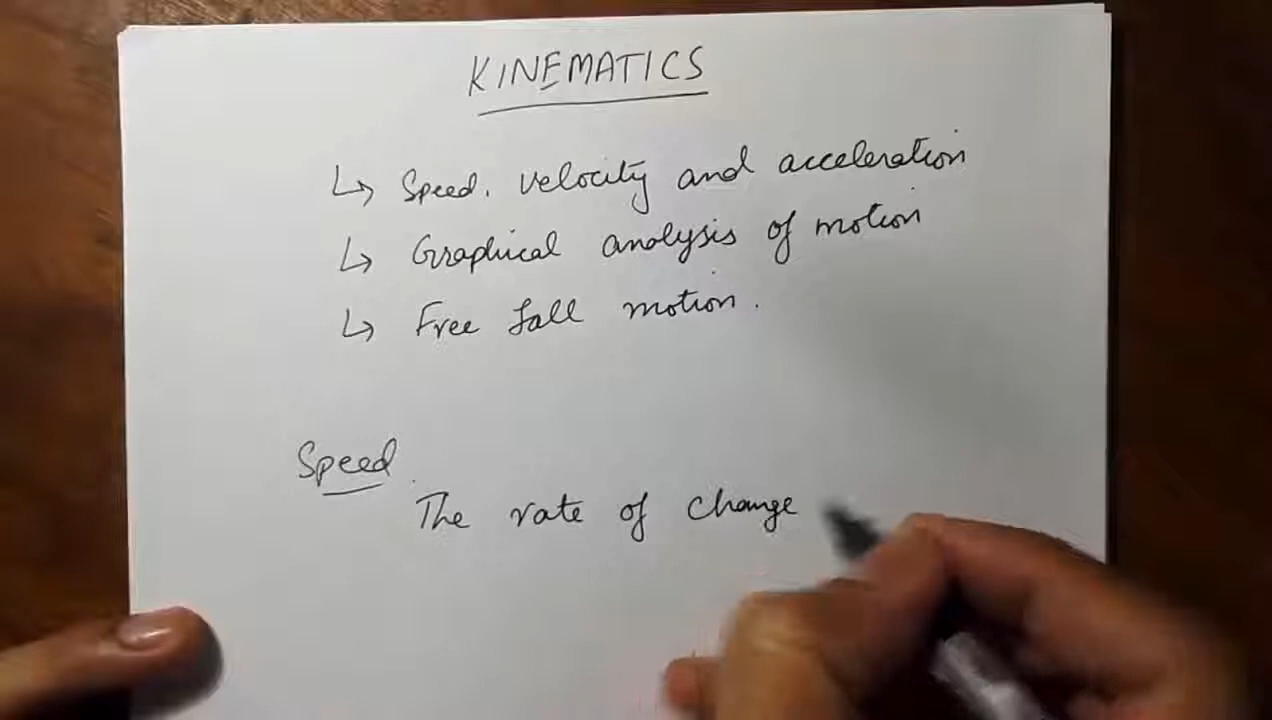 KINEMATICS
↳ Speed. velocity and acceleration
↳ Graphical analysis of motion
↳ Free fall motion.
Speed
The rate of change